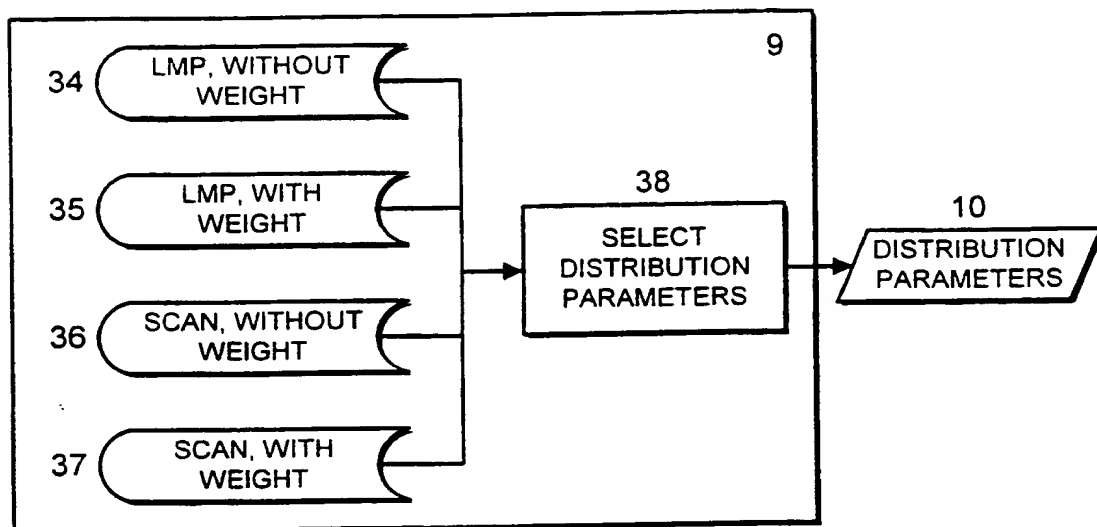 9
34
LMP, WITHOUT
WEIGHT
35
LMP, WITH
WEIGHT
38
SELECT
DISTRIBUTION
PARAMETERS
10
DISTRIBUTION
PARAMETERS
36
SCAN, WITHOUT
WEIGHT
37
SCAN, WITH
WEIGHT